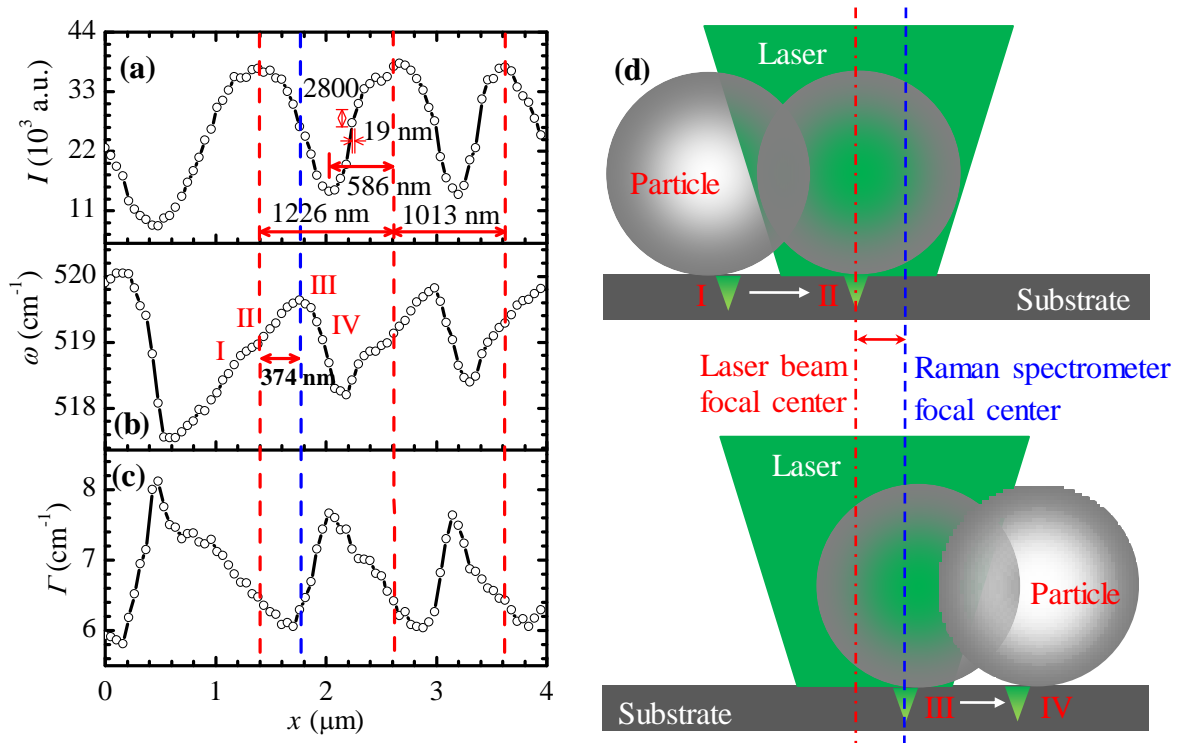 44
33
22
11
I (10³ a.u.)
(a)
2800
19 nm
586 nm
1226 nm
1013 nm
520
519
518
ω (cm⁻¹)
(b)
I
II
III
IV
374 nm
8
7
6
Γ (cm⁻¹)
(c)
0 1 2 3 4
x (μm)
(d)
Laser
Particle
I
II
Substrate
Laser beam
focal center
Raman spectrometer
focal center
Laser
Particle
III
IV
Substrate